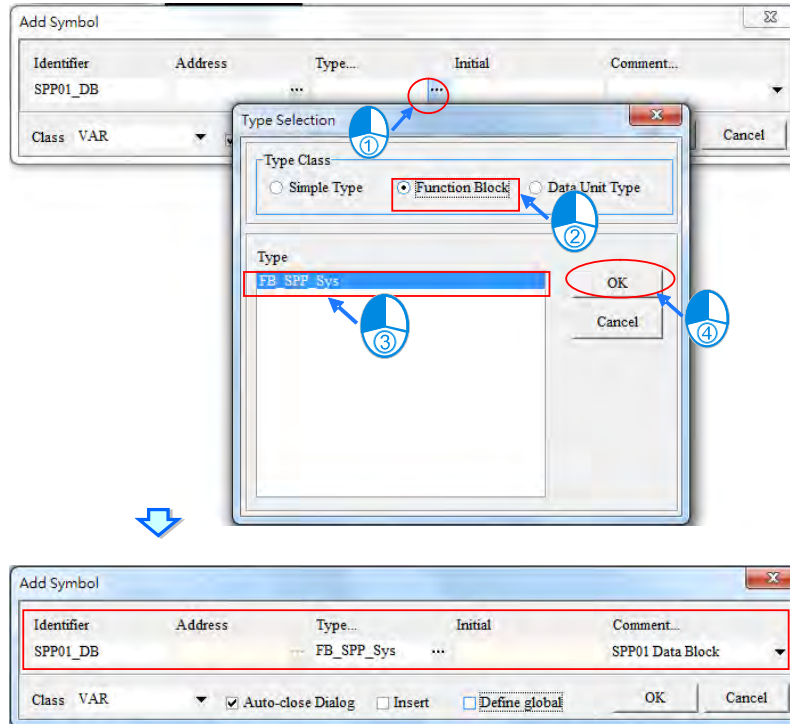 Add Symbol
Identifier Address Type... Initial Comment...
SPP01_DB ... ...
Class VAR Cancel
Type Selection
①
Type Class
Simple Type Function Block Data Unit Type
②
Type
FB_SPP_Sys OK
③ Cancel ④
Add Symbol
Identifier Address Type... Initial Comment...
SPP01_DB ... FB_SPP_Sys ... SPP01 Data Block
Class VAR Auto-close Dialog Insert Define global OK Cancel